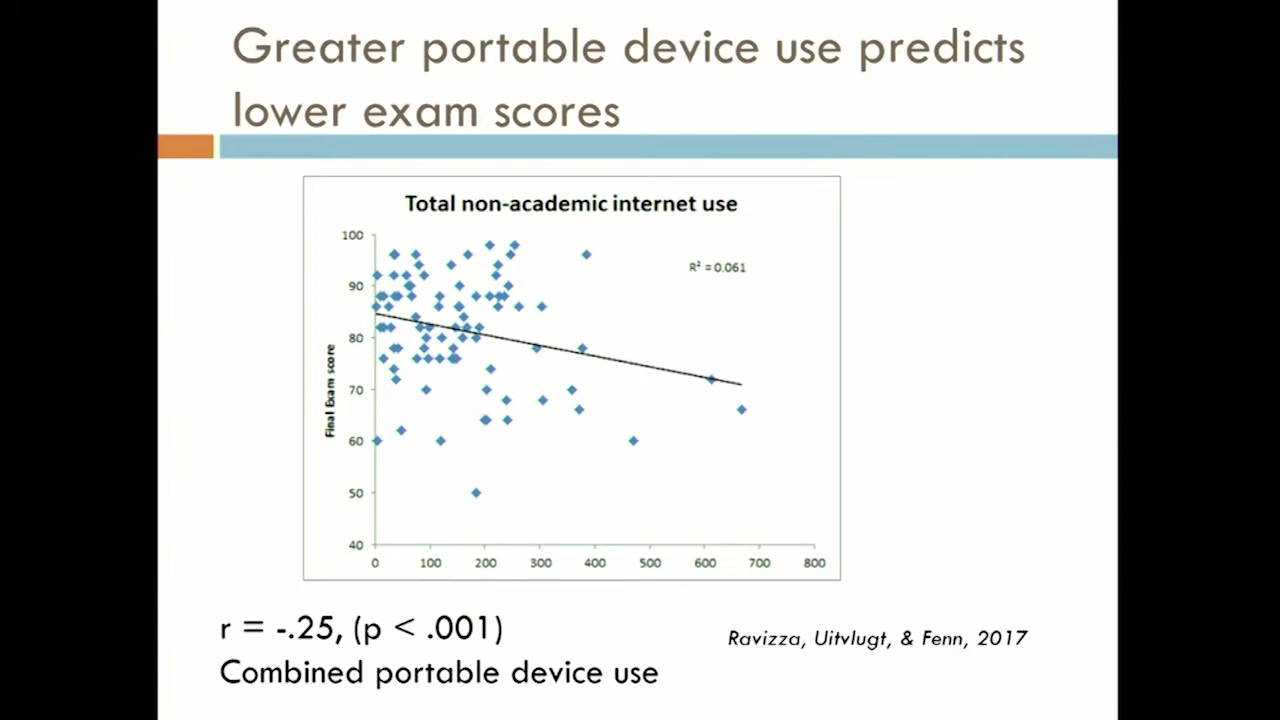 Greater portable device use predicts
lower exam scores
Total non-academic internet use
R² = 0.061
Final Exam score
100
90
80
70
60
50
40
0 100 200 300 400 500 600 700 800
r = -.25, (p < .001)
Combined portable device use
Ravizza, Uitvlugt, & Fenn, 2017